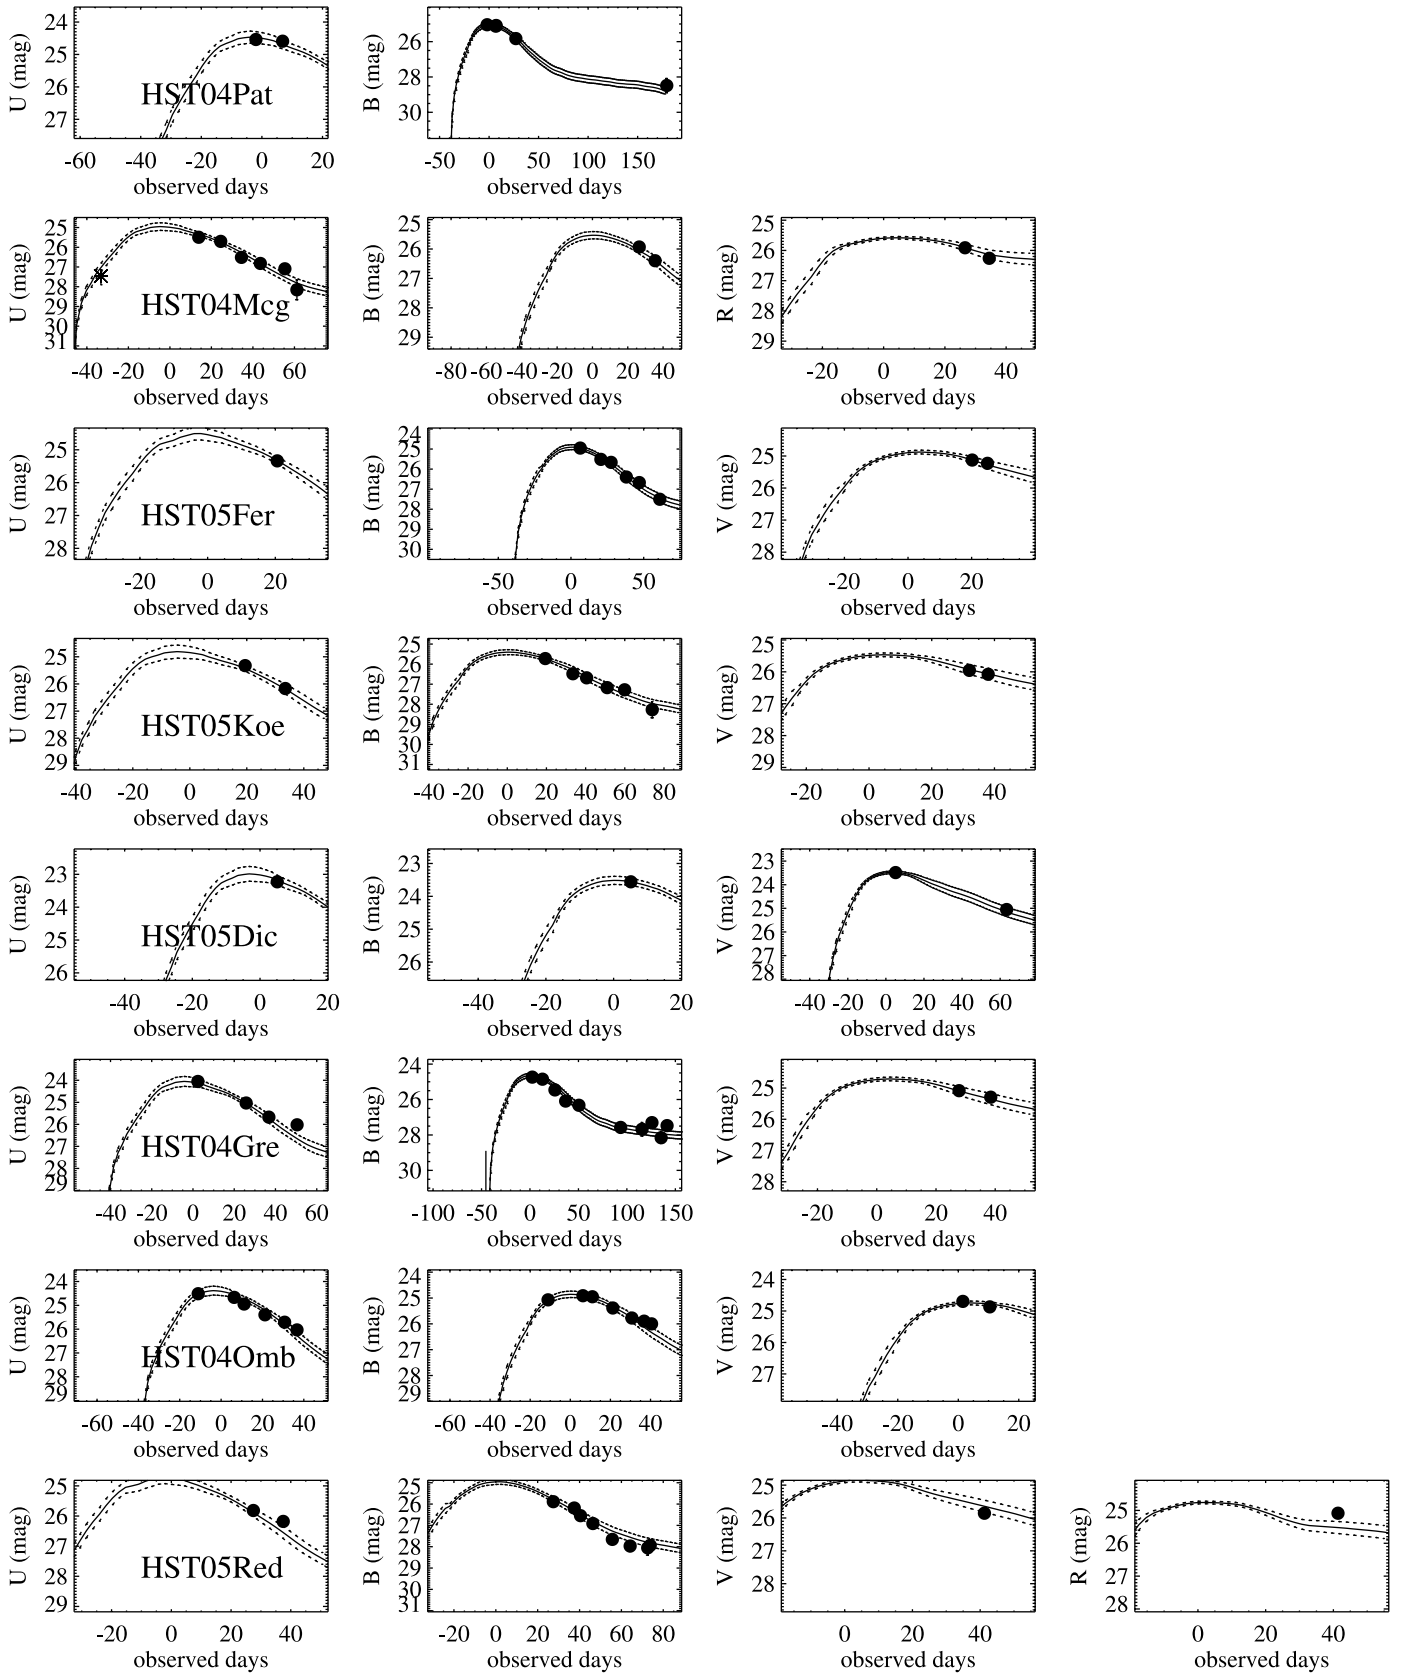 U (mag)
24
25
26
27
HST04Pat
-60 -40 -20 0 20
observed days
B (mag)
26
28
30
-50 0 50 100 150
observed days
U (mag)
25
26
27
28
29
30
31
HST04Mcg
-40 -20 0 20 40 60
observed days
B (mag)
25
26
27
28
29
-80 -60 -40 -20 0 20 40
observed days
R (mag)
25
26
27
28
29
-20 0 20 40
observed days
U (mag)
25
26
27
28
HST05Fer
-20 0 20
observed days
B (mag)
24
25
26
27
28
29
30
-50 0 50
observed days
V (mag)
25
26
27
28
-20 0 20 40
observed days
U (mag)
25
26
27
28
29
HST05Koe
-40 -20 0 20 40
observed days
B (mag)
25
26
27
28
29
30
31
-40 -20 0 20 40 60 80
observed days
V (mag)
25
26
27
28
29
-20 0 20 40
observed days
U (mag)
23
24
25
26
HST05Dic
-40 -20 0 20
observed days
B (mag)
23
24
25
26
-40 -20 0 20
observed days
V (mag)
23
24
25
26
27
28
-40 -20 0 20 40 60
observed days
U (mag)
24
25
26
27
28
29
HST04Gre
-40 -20 0 20 40 60
observed days
B (mag)
24
26
28
30
-100 -50 0 50 100 150
observed days
V (mag)
25
26
27
28
-20 0 20 40
observed days
U (mag)
24
25
26
27
28
29
HST04Omb
-60 -40 -20 0 20 40
observed days
B (mag)
24
25
26
27
28
29
-60 -40 -20 0 20 40
observed days
V (mag)
24
25
26
27
-40 -20 0 20
observed days
U (mag)
25
26
27
28
29
HST05Red
-20 0 20 40
observed days
B (mag)
25
26
27
28
29
30
31
-20 0 20 40 60 80
observed days
V (mag)
25
26
27
28
0 20 40
observed days
R (mag)
25
26
27
28
0 20 40
observed days